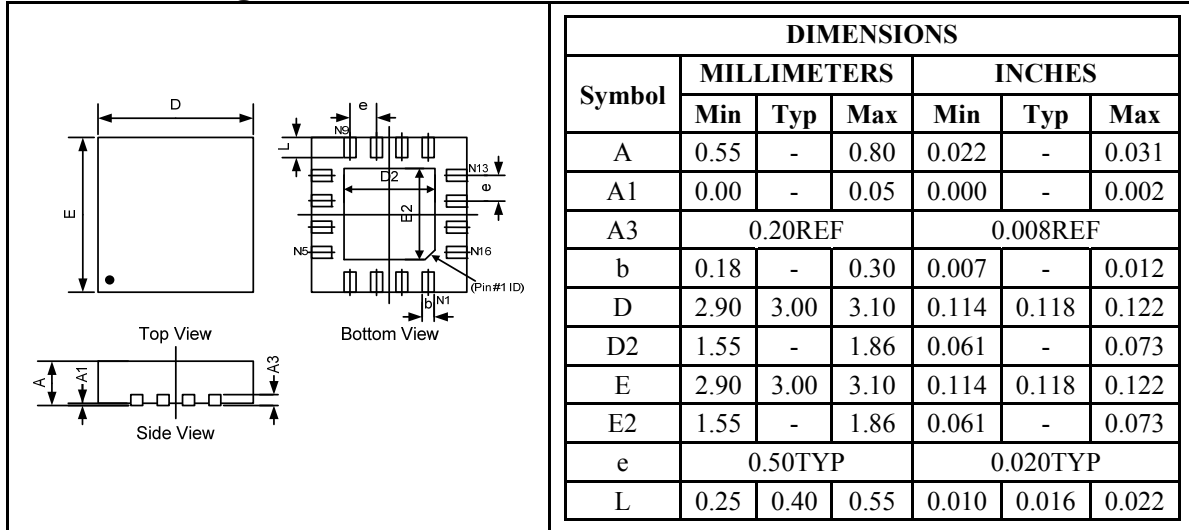 D
E
Top View
e
N9
L
N13
D2
e
E2
N5
N16
(Pin#1 ID)
b
N1
Bottom View
A
A1
A3
Side View
DIMENSIONS
Symbol MILLIMETERS INCHES
Min Typ Max Min Typ Max
A 0.55 - 0.80 0.022 - 0.031
A1 0.00 - 0.05 0.000 - 0.002
A3 0.20REF 0.008REF
b 0.18 - 0.30 0.007 - 0.012
D 2.90 3.00 3.10 0.114 0.118 0.122
D2 1.55 - 1.86 0.061 - 0.073
E 2.90 3.00 3.10 0.114 0.118 0.122
E2 1.55 - 1.86 0.061 - 0.073
e 0.50TYP 0.020TYP
L 0.25 0.40 0.55 0.010 0.016 0.022